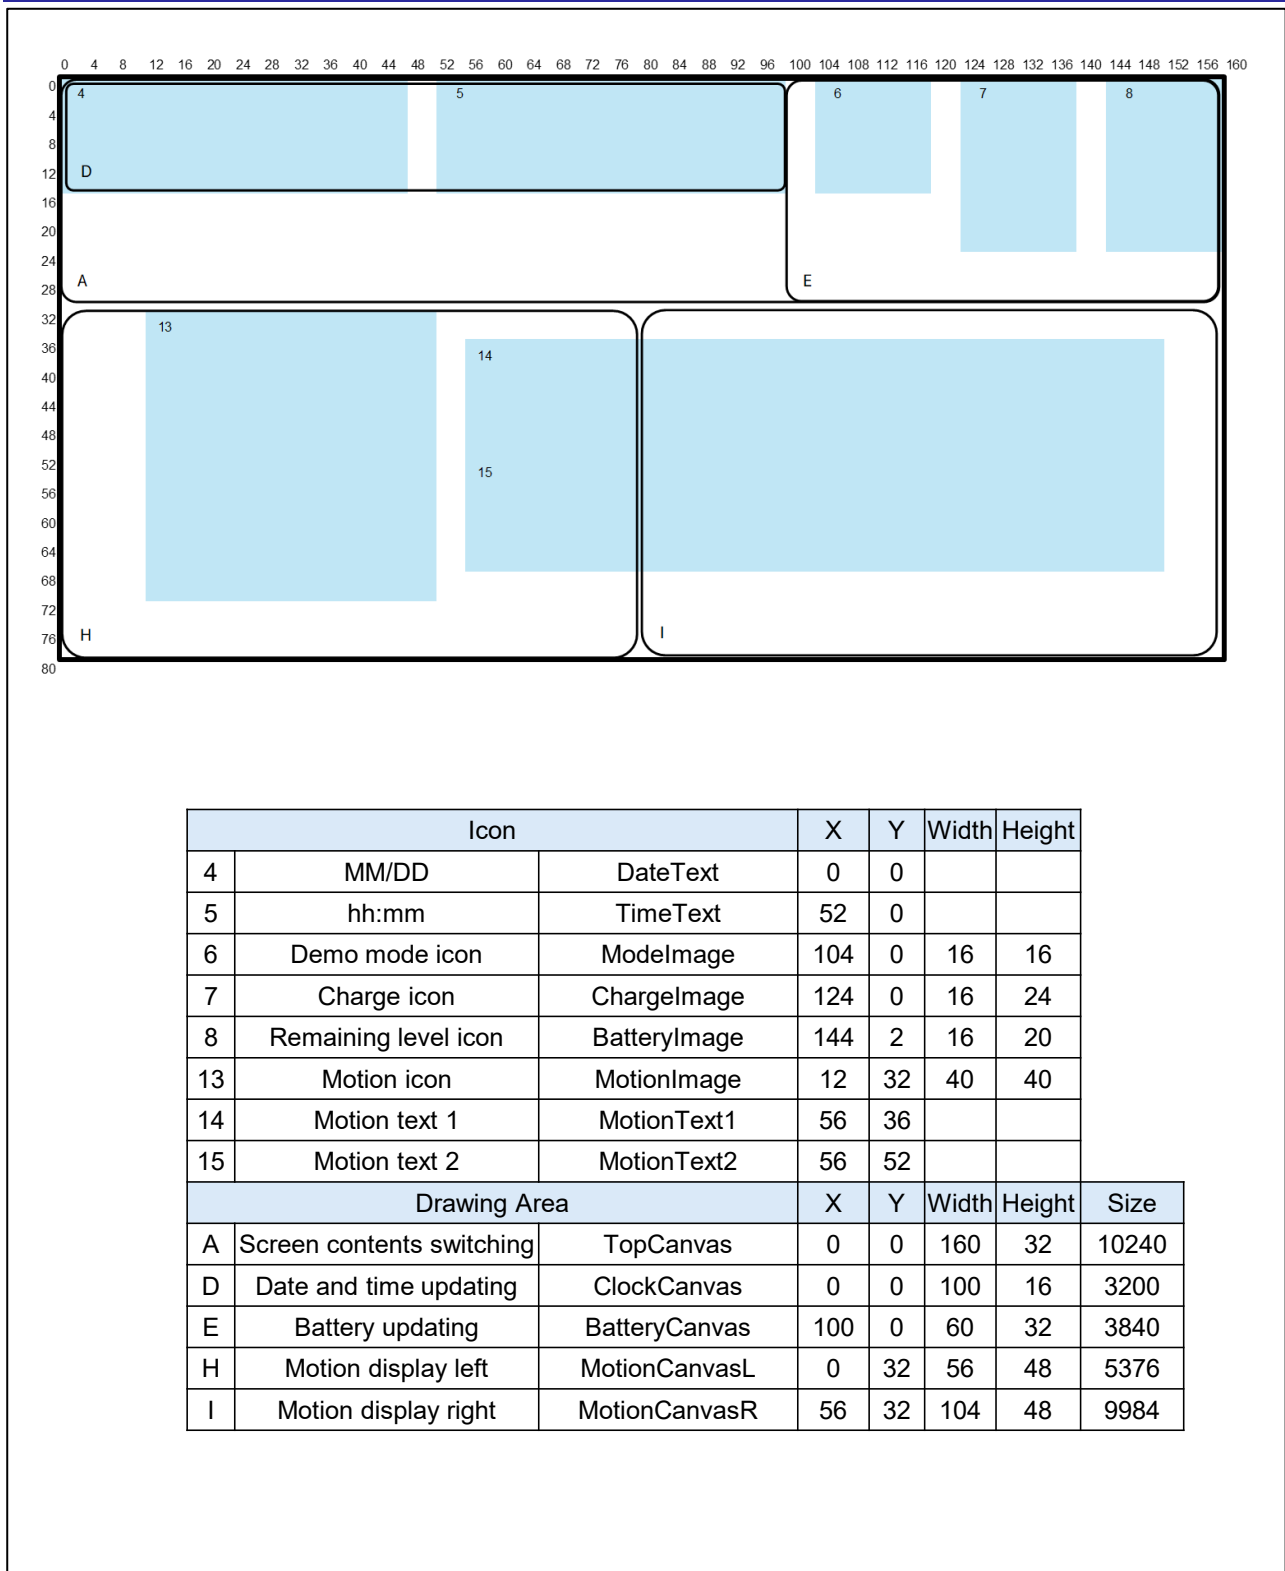 0 4 8 12 16 20 24 28 32 36 40 44 48 52 56 60 64 68 72 76 80 84 88 92 96 100 104 108 112 116 120 124 128 132 136 140 144 148 152 156 160
0
4
8
12
16
20
24
28
32
36
40
44
48
52
56
60
64
68
72
76
80
4 5 6 7 8
D
A E
13
14
15
H I
Icon X Y Width Height
4 MM/DD DateText 0 0
5 hh:mm TimeText 52 0
6 Demo mode icon ModeImage 104 0 16 16
7 Charge icon ChargeImage 124 0 16 24
8 Remaining level icon BatteryImage 144 2 16 20
13 Motion icon MotionImage 12 32 40 40
14 Motion text 1 MotionText1 56 36
15 Motion text 2 MotionText2 56 52
Drawing Area X Y Width Height Size
A Screen contents switching TopCanvas 0 0 160 32 10240
D Date and time updating ClockCanvas 0 0 100 16 3200
E Battery updating BatteryCanvas 100 0 60 32 3840
H Motion display left MotionCanvasL 0 32 56 48 5376
I Motion display right MotionCanvasR 56 32 104 48 9984